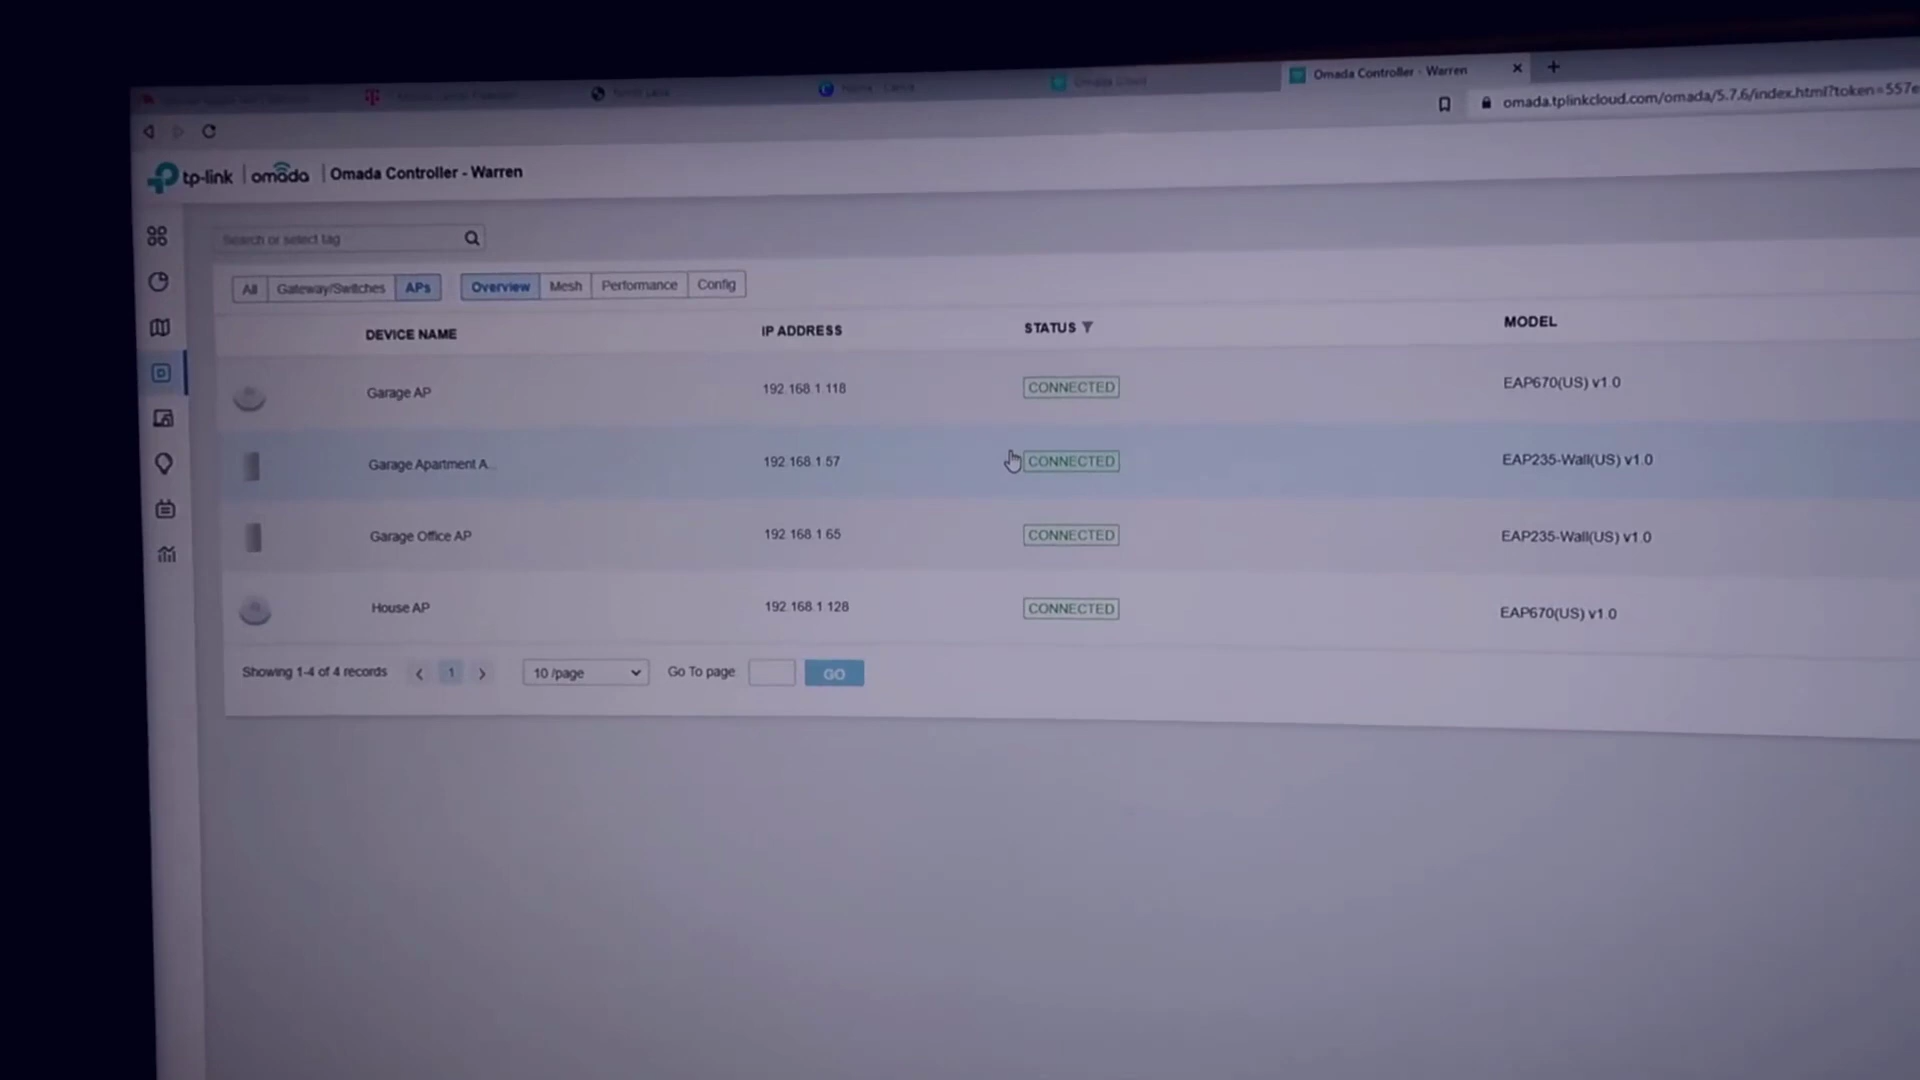 Omada Controller - Warren
omada.tplinkcloud.com/omada/5.7.6/index.html?token=557e
tp-link | omada | Omada Controller - Warren
Search or select tag
All Gateway/Switches APs Overview Mesh Performance Config
DEVICE NAME IP ADDRESS STATUS MODEL
Garage AP 192.168.1.118 CONNECTED EAP670(US) v1.0
Garage Apartment A... 192.168.1.57 CONNECTED EAP235-Wall(US) v1.0
Garage Office AP 192.168.1.65 CONNECTED EAP235-Wall(US) v1.0
House AP 192.168.1.128 CONNECTED EAP670(US) v1.0
Showing 1-4 of 4 records 1 10 /page Go To page GO